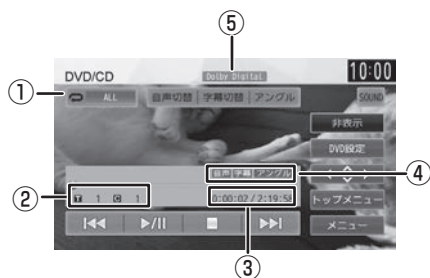 ⑤
DVD/CD Dolby Digital 10:00
① ALL 音声切替 字幕切替 アングル SOUND
非表示
DVD設定
音声 字幕 アングル ④
② T 1 C 1 0:00:02/2:19:58
トップメニュー
メニュー
③